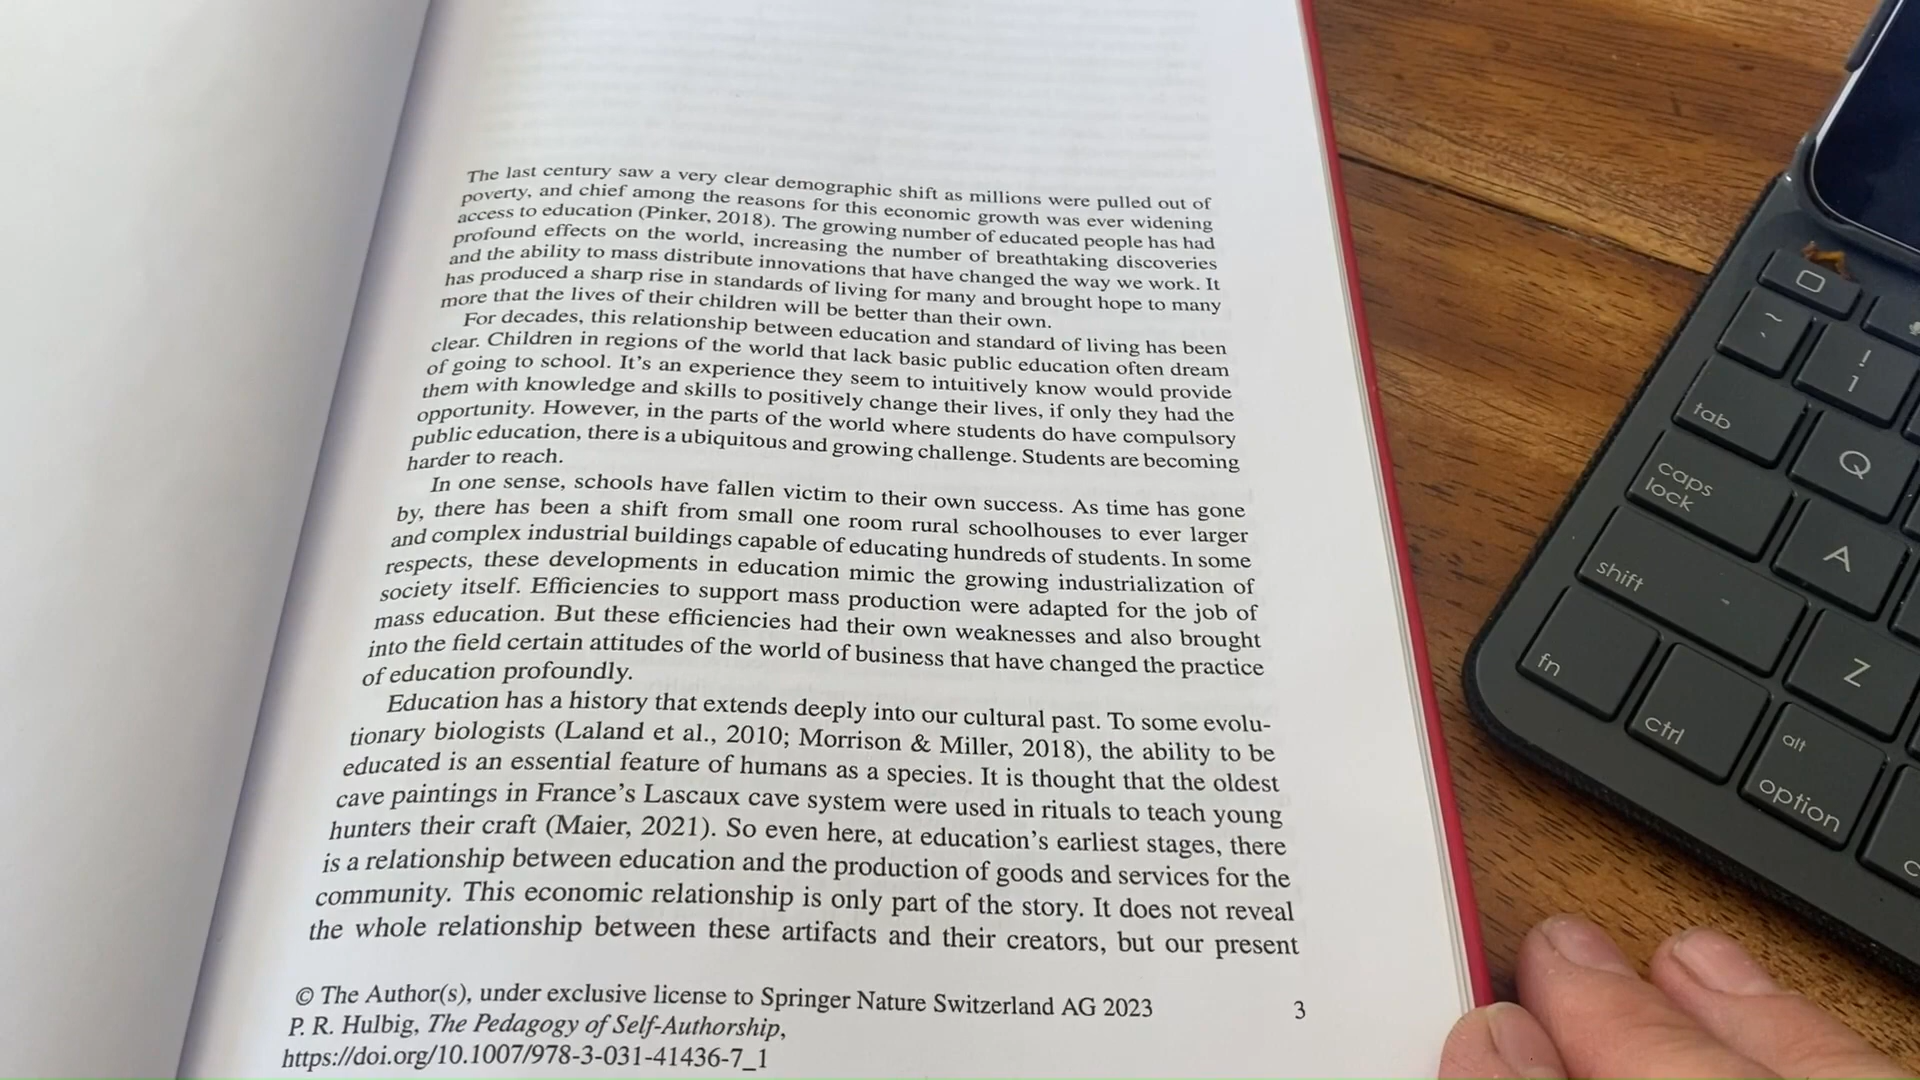 The last century saw a very clear demographic shift as millions were pulled out of
poverty, and chief among the reasons for this economic growth was ever widening
access to education (Pinker, 2018). The growing number of educated people has had
profound effects on the world, increasing the number of breathtaking discoveries
and the ability to mass distribute innovations that have changed the way we work. It
has produced a sharp rise in standards of living for many and brought hope to many
more that the lives of their children will be better than their own.
For decades, this relationship between education and standard of living has been
clear. Children in regions of the world that lack basic public education often dream
of going to school. It's an experience they seem to intuitively know would provide
them with knowledge and skills to positively change their lives, if only they had the
opportunity. However, in the parts of the world where students do have compulsory
public education, there is a ubiquitous and growing challenge. Students are becoming
harder to reach.
In one sense, schools have fallen victim to their own success. As time has gone
by, there has been a shift from small one room rural schoolhouses to ever larger
and complex industrial buildings capable of educating hundreds of students. In some
respects, these developments in education mimic the growing industrialization of
society itself. Efficiencies to support mass production were adapted for the job of
mass education. But these efficiencies had their own weaknesses and also brought
into the field certain attitudes of the world of business that have changed the practice
of education profoundly.
Education has a history that extends deeply into our cultural past. To some evolu-
tionary biologists (Laland et al., 2010; Morrison & Miller, 2018), the ability to be
educated is an essential feature of humans as a species. It is thought that the oldest
cave paintings in France's Lascaux cave system were used in rituals to teach young
hunters their craft (Maier, 2021). So even here, at education's earliest stages, there
is a relationship between education and the production of goods and services for the
community. This economic relationship is only part of the story. It does not reveal
the whole relationship between these artifacts and their creators, but our present
© The Author(s), under exclusive license to Springer Nature Switzerland AG 2023
3
P. R. Hulbig, The Pedagogy of Self-Authorship,
https://doi.org/10.1007/978-3-031-41436-7_1
~
`
!
1
tab
Q
caps
lock
A
shift
Z
fn
ctrl
alt
option